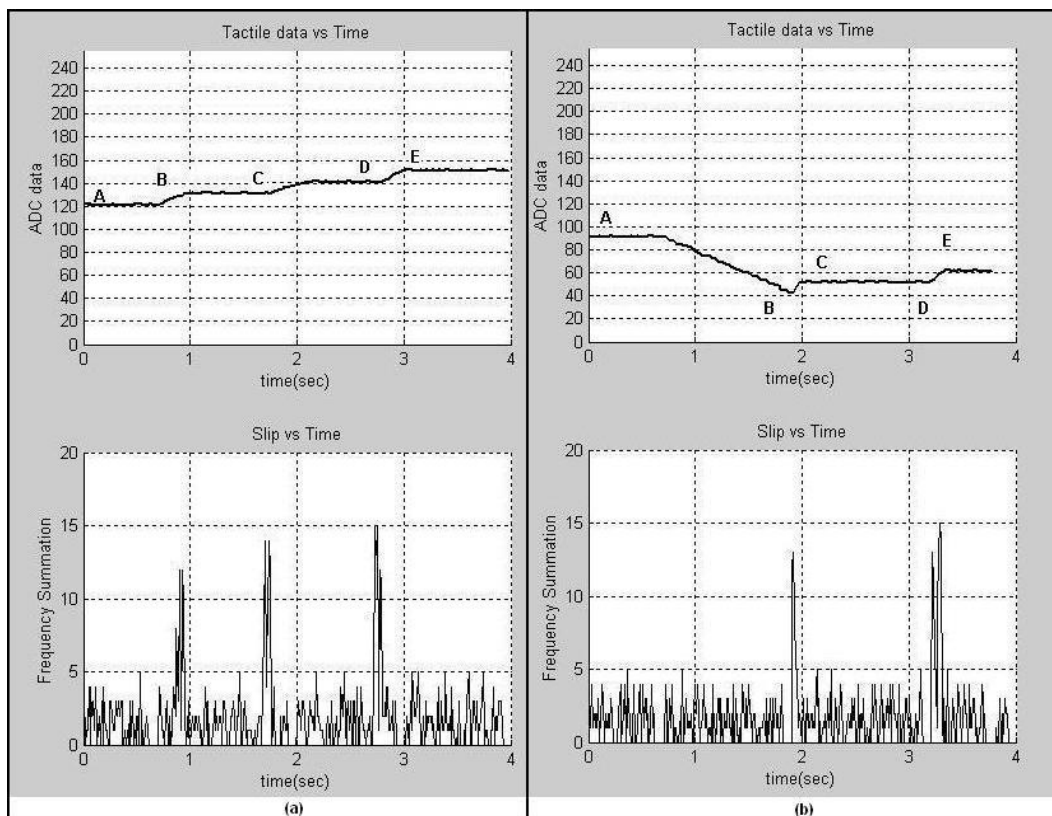 Tactile data vs Time
240
220
200
180
160
140
120
100
80
60
40
20
0
ADC data
A
B
C
D
E
0 1 2 3 4
time(sec)
Slip vs Time
20
15
10
5
0
Frequency Summation
0 1 2 3 4
time(sec)
(a)
Tactile data vs Time
240
220
200
180
160
140
120
100
80
60
40
20
0
ADC data
A
B
C
D
E
0 1 2 3 4
time(sec)
Slip vs Time
20
15
10
5
0
Frequency Summation
0 1 2 3 4
time(sec)
(b)